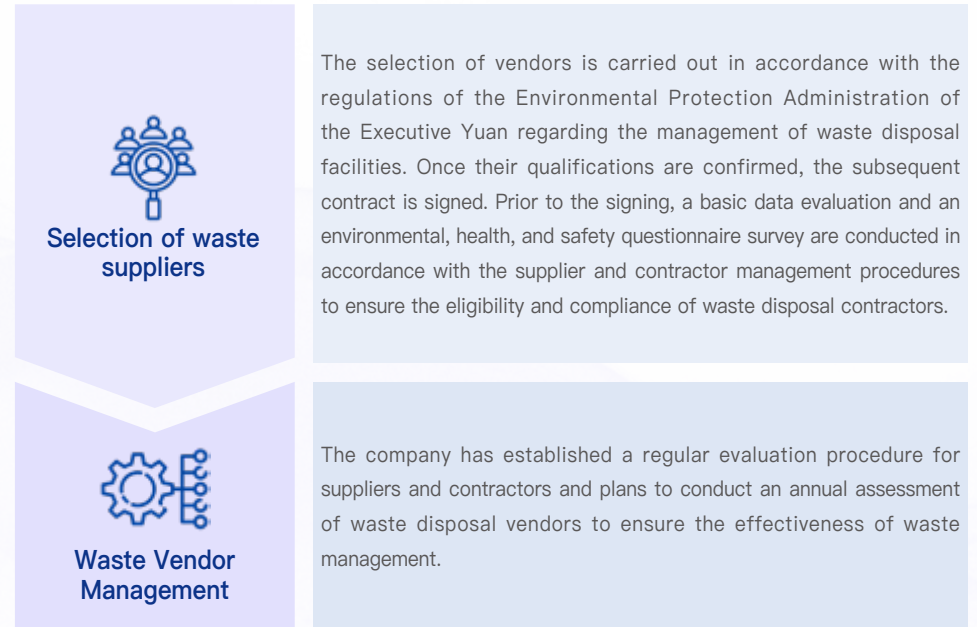 Selection of waste
suppliers
The selection of vendors is carried out in accordance with the
regulations of the Environmental Protection Administration of
the Executive Yuan regarding the management of waste disposal
facilities. Once their qualifications are confirmed, the subsequent
contract is signed. Prior to the signing, a basic data evaluation and an
environmental, health, and safety questionnaire survey are conducted in
accordance with the supplier and contractor management procedures
to ensure the eligibility and compliance of waste disposal contractors.
Waste Vendor
Management
The company has established a regular evaluation procedure for
suppliers and contractors and plans to conduct an annual assessment
of waste disposal vendors to ensure the effectiveness of waste
management.